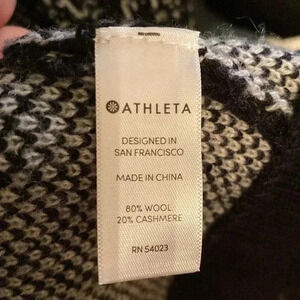 ATHLETA
DESIGNED IN
SAN FRANCISCO
MADE IN CHINA
80% WOOL
20% CASHMERE
RN 54023